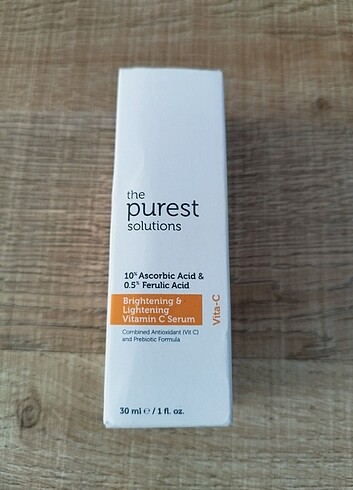 the
purest
solutions
10% Ascorbic Acid &
0.5% Ferulic Acid
Brightening &
Lightening
Vitamin C Serum
Vita-C
Combined Antioxidant (Vit C)
and Prebiotic Formula
30 ml ℮ / 1 fl. oz.